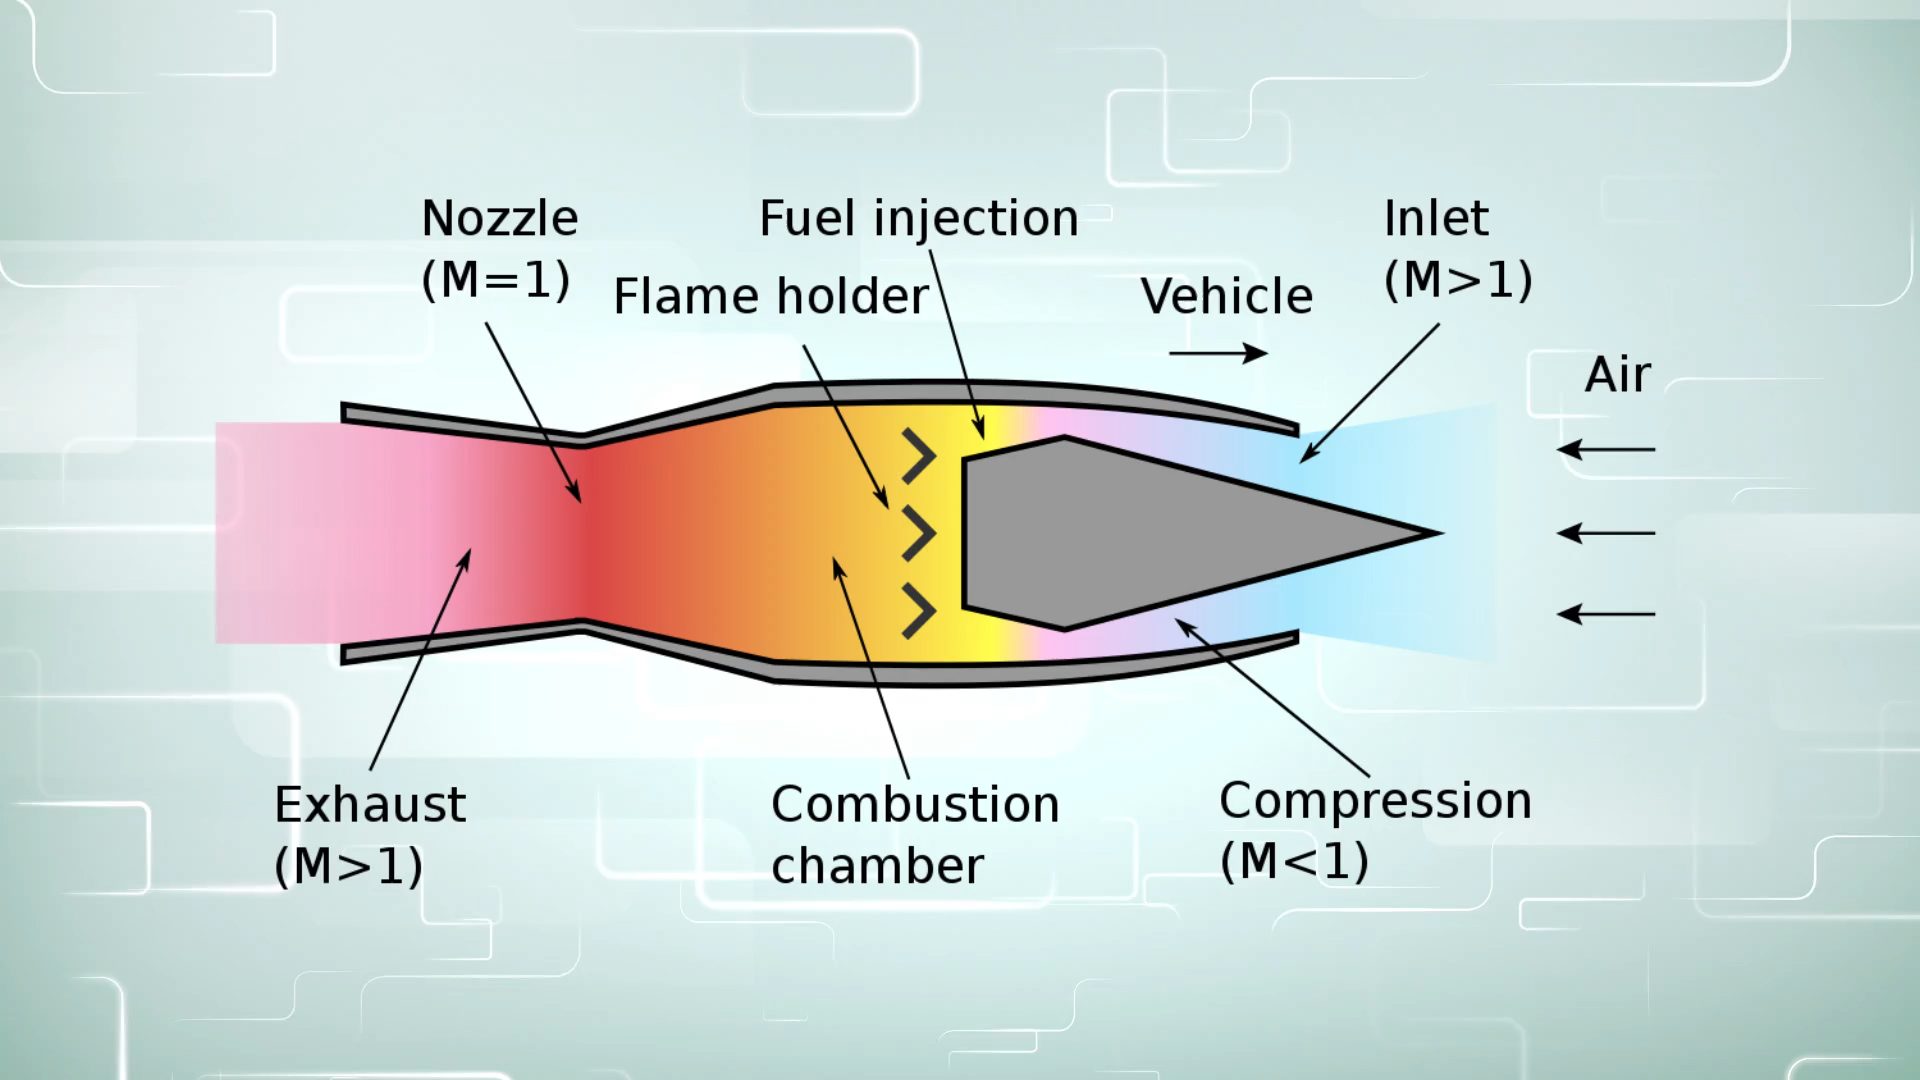 Nozzle
(M=1)
Fuel injection
Flame holder
Vehicle
Inlet
(M>1)
Air
Exhaust
(M>1)
Combustion
chamber
Compression
(M<1)